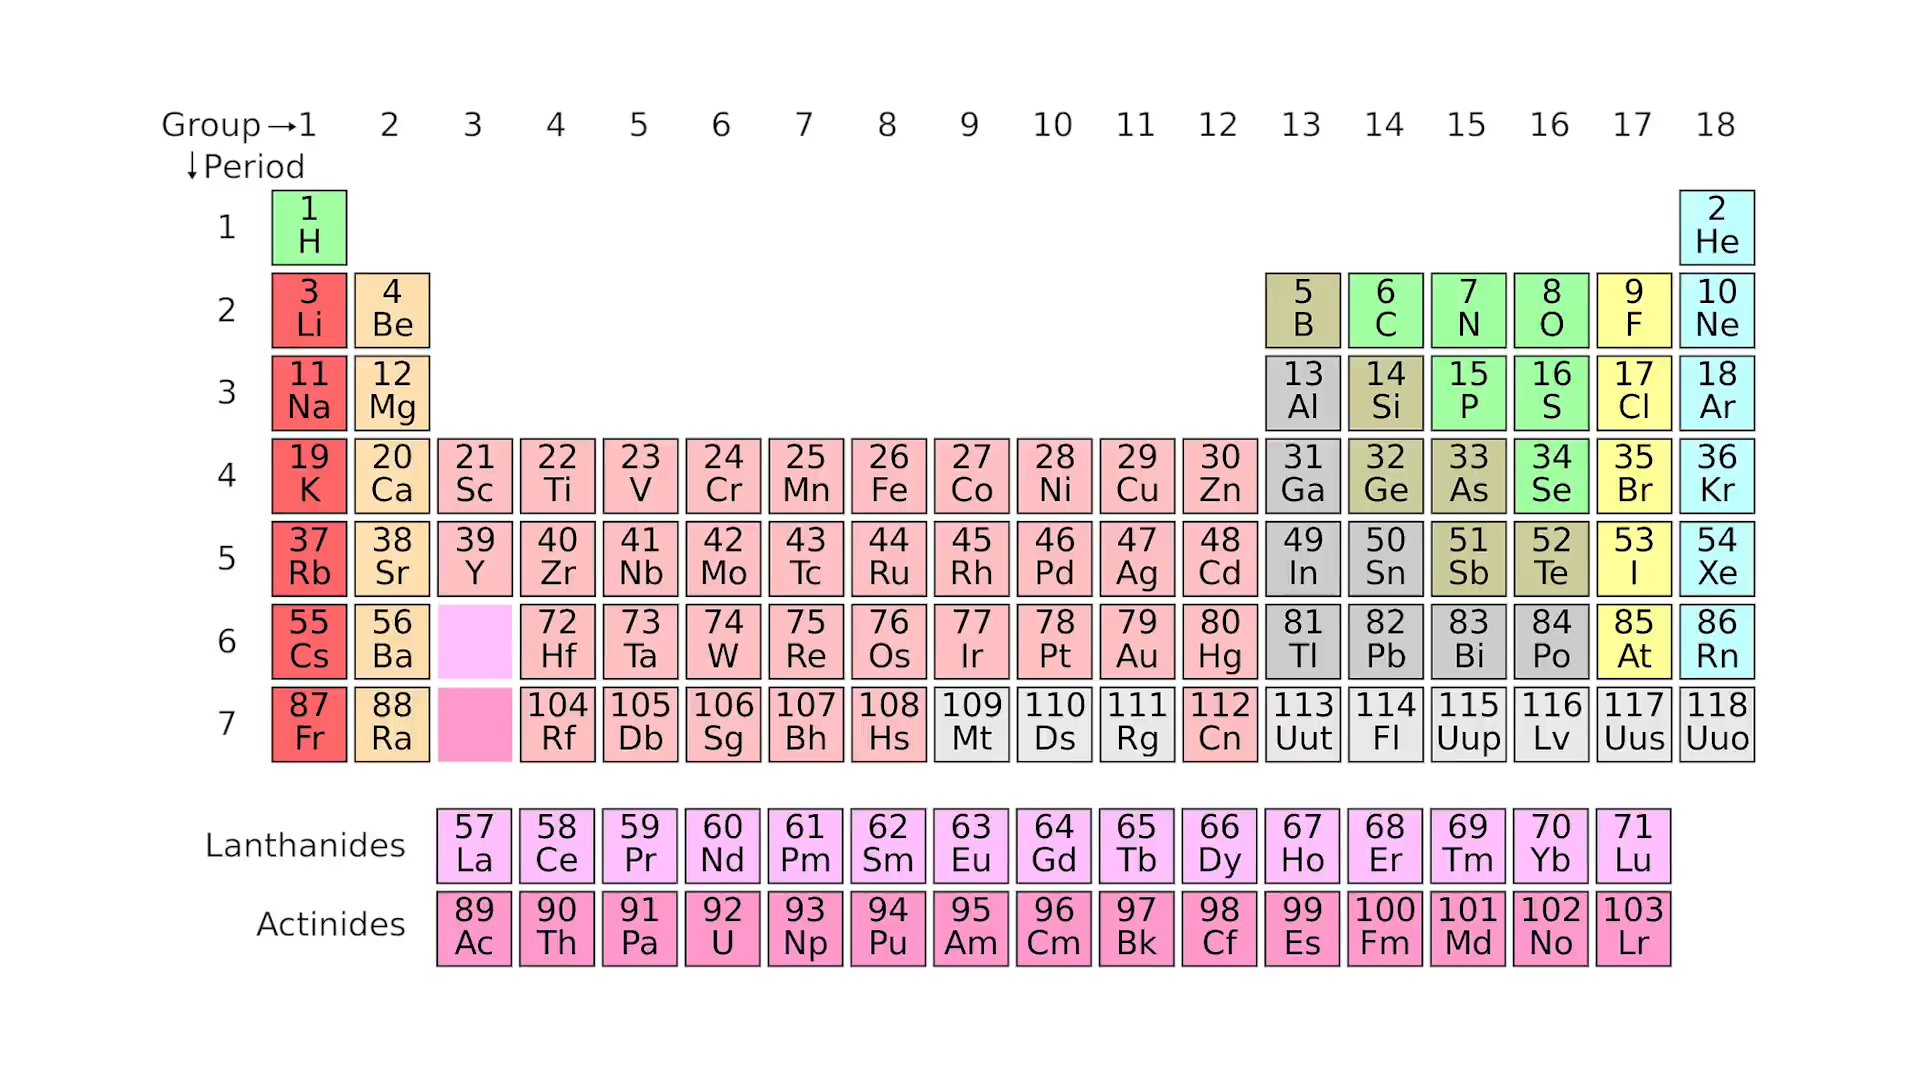 Group →1 2 3 4 5 6 7 8 9 10 11 12 13 14 15 16 17 18
↓Period
1 1 2
H He
2 3 4 5 6 7 8 9 10
Li Be B C N O F Ne
3 11 12 13 14 15 16 17 18
Na Mg Al Si P S Cl Ar
4 19 20 21 22 23 24 25 26 27 28 29 30 31 32 33 34 35 36
K Ca Sc Ti V Cr Mn Fe Co Ni Cu Zn Ga Ge As Se Br Kr
5 37 38 39 40 41 42 43 44 45 46 47 48 49 50 51 52 53 54
Rb Sr Y Zr Nb Mo Tc Ru Rh Pd Ag Cd In Sn Sb Te I Xe
6 55 56 72 73 74 75 76 77 78 79 80 81 82 83 84 85 86
Cs Ba Hf Ta W Re Os Ir Pt Au Hg Tl Pb Bi Po At Rn
7 87 88 104 105 106 107 108 109 110 111 112 113 114 115 116 117 118
Fr Ra Rf Db Sg Bh Hs Mt Ds Rg Cn Uut Fl Uup Lv Uus Uuo
Lanthanides 57 58 59 60 61 62 63 64 65 66 67 68 69 70 71
La Ce Pr Nd Pm Sm Eu Gd Tb Dy Ho Er Tm Yb Lu
Actinides 89 90 91 92 93 94 95 96 97 98 99 100 101 102 103
Ac Th Pa U Np Pu Am Cm Bk Cf Es Fm Md No Lr